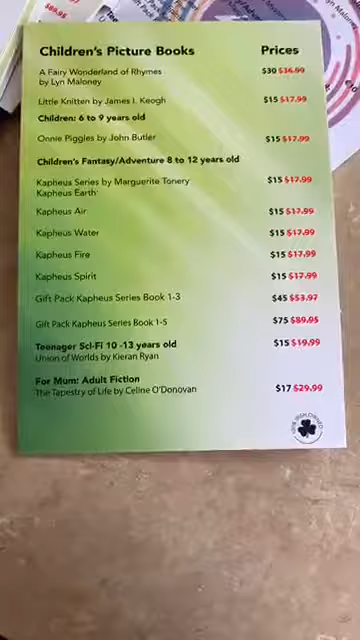 Children's Picture Books Prices
A Fairy Wonderland of Rhymes $30 $36.99
by Lyn Maloney
Little Knitten by James I. Keogh $15 $17.99
Children: 6 to 9 years old
Onnie Piggles by John Butler $15 $17.99
Children's Fantasy/Adventure 8 to 12 years old
Kapheus Series by Marguerite Tonery $15 $17.99
Kapheus Earth
Kapheus Air $15 $17.99
Kapheus Water $15 $17.99
Kapheus Fire $15 $17.99
Kapheus Spirit $15 $17.99
Gift Pack Kapheus Series Book 1-3 $45 $53.97
Gift Pack Kapheus Series Book 1-5 $75 $89.95
Teenager Sci-Fi 10 -13 years old $15 $19.99
Union of Worlds by Kieran Ryan
For Mum: Adult Fiction
The Tapestry of Life by Celine O'Donovan $17 $29.99